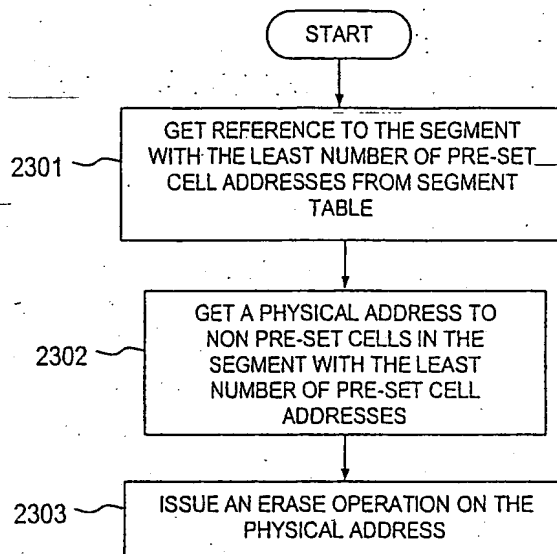 START
2301
GET REFERENCE TO THE SEGMENT
WITH THE LEAST NUMBER OF PRE-SET
CELL ADDRESSES FROM SEGMENT
TABLE
2302
GET A PHYSICAL ADDRESS TO
NON PRE-SET CELLS IN THE
SEGMENT WITH THE LEAST
NUMBER OF PRE-SET CELL
ADDRESSES
2303
ISSUE AN ERASE OPERATION ON THE
PHYSICAL ADDRESS